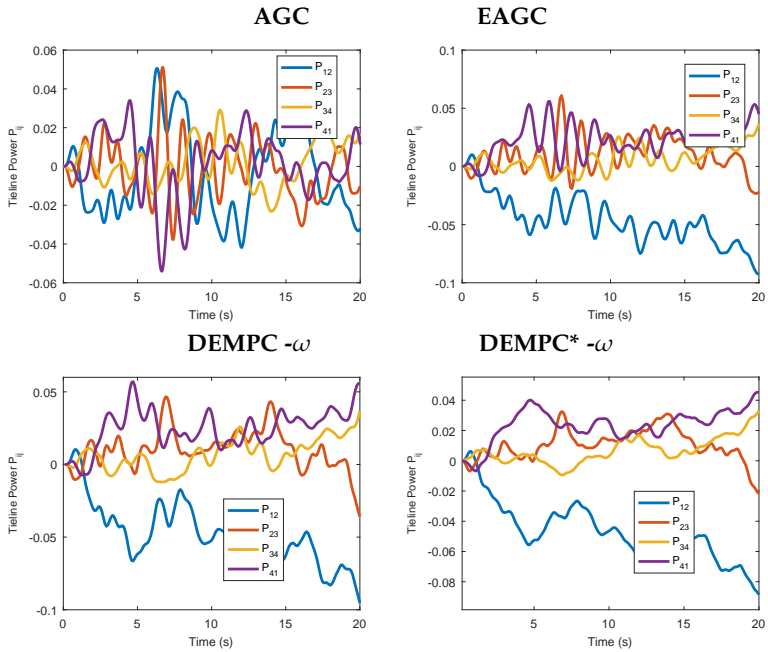 AGC
EAGC
0.06
0.04
0.02
0
-0.02
-0.04
-0.06
Tieline Power P_ij
P_12
P_23
P_34
P_41
0 5 10 15 20
Time (s)
0.1
0.05
0
-0.05
-0.1
Tieline Power P_ij
P_12
P_23
P_34
P_41
0 5 10 15 20
Time (s)
DEMPC -ω
DEMPC* -ω
0.05
0
-0.05
-0.1
Tieline Power P_ij
P_12
P_23
P_34
P_41
0 5 10 15 20
Time (s)
0.04
0.02
0
-0.02
-0.04
-0.06
-0.08
Tieline Power P_ij
P_12
P_23
P_34
P_41
5 10 15 20
Time (s)